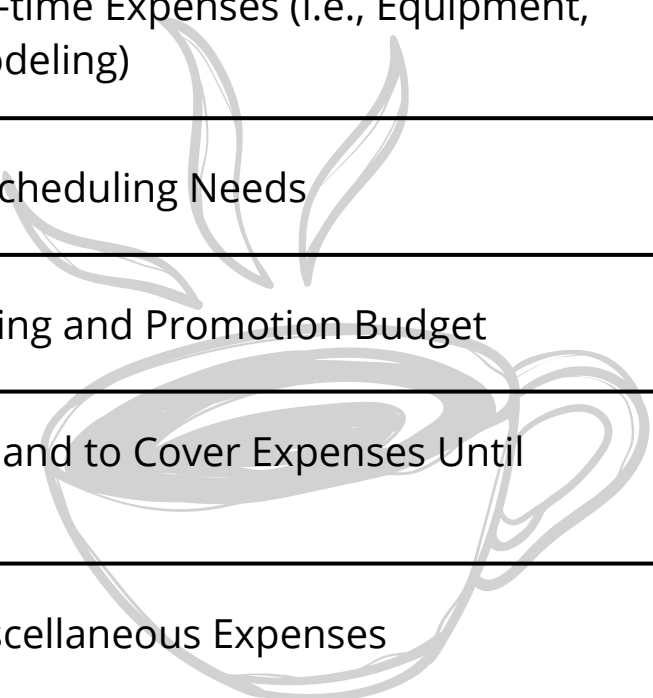 -time Expenses (i.e., Equipment,
odeling)
cheduling Needs
ing and Promotion Budget
and to Cover Expenses Until
scellaneous Expenses